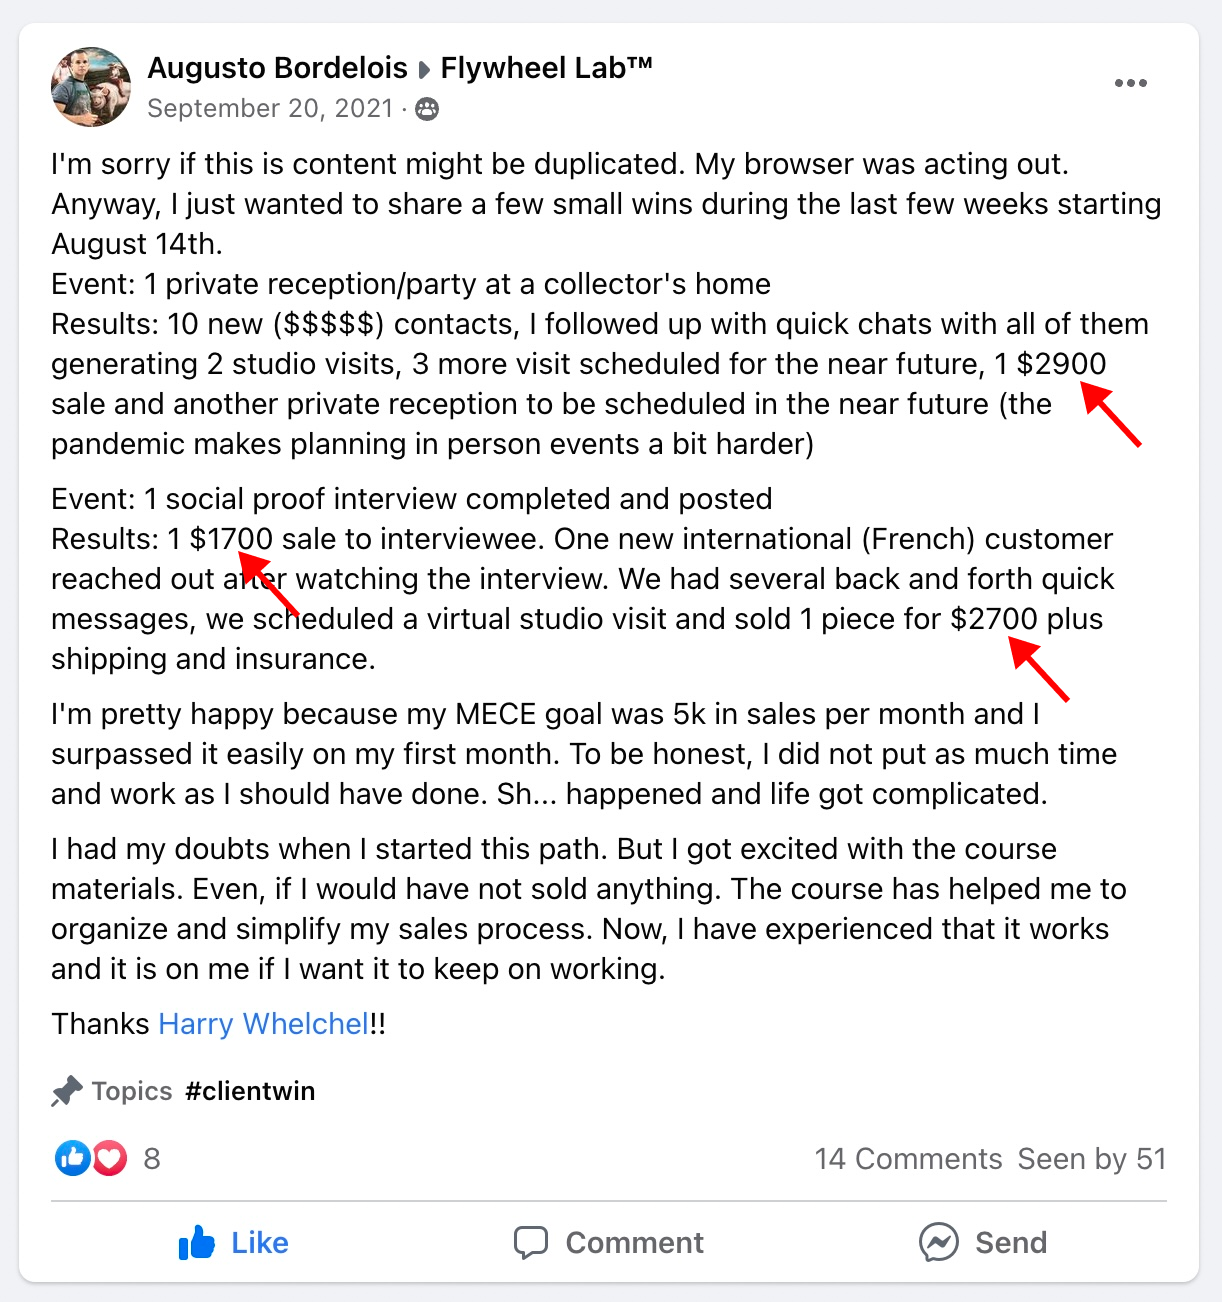 Augusto Bordelois ▸ Flywheel Lab™
September 20, 2021 ·
I'm sorry if this is content might be duplicated. My browser was acting out.
Anyway, I just wanted to share a few small wins during the last few weeks starting
August 14th.
Event: 1 private reception/party at a collector's home
Results: 10 new ($$$$$) contacts, I followed up with quick chats with all of them
generating 2 studio visits, 3 more visit scheduled for the near future, 1 $2900
sale and another private reception to be scheduled in the near future (the
pandemic makes planning in person events a bit harder)
Event: 1 social proof interview completed and posted
Results: 1 $1700 sale to interviewee. One new international (French) customer
reached out after watching the interview. We had several back and forth quick
messages, we scheduled a virtual studio visit and sold 1 piece for $2700 plus
shipping and insurance.
I'm pretty happy because my MECE goal was 5k in sales per month and I
surpassed it easily on my first month. To be honest, I did not put as much time
and work as I should have done. Sh... happened and life got complicated.
I had my doubts when I started this path. But I got excited with the course
materials. Even, if I would have not sold anything. The course has helped me to
organize and simplify my sales process. Now, I have experienced that it works
and it is on me if I want it to keep on working.
Thanks Harry Whelchel!!
Topics #clientwin
8 14 Comments Seen by 51
Like Comment Send